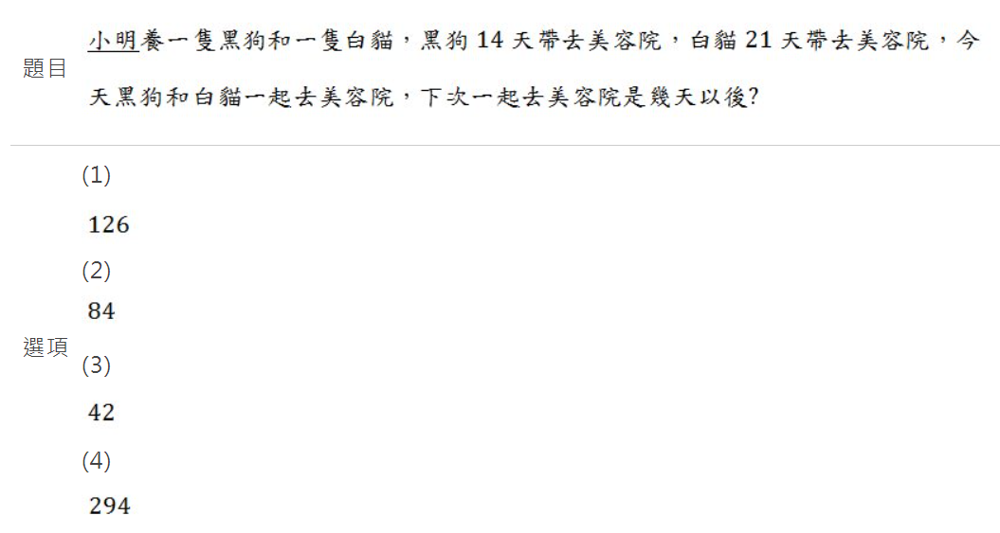 題目
小明養一隻黑狗和一隻白貓，黑狗 14 天帶去美容院，白貓 21 天帶去美容院，今
天黑狗和白貓一起去美容院，下次一起去美容院是幾天以後?
選項
(1)
126
(2)
84
(3)
42
(4)
294